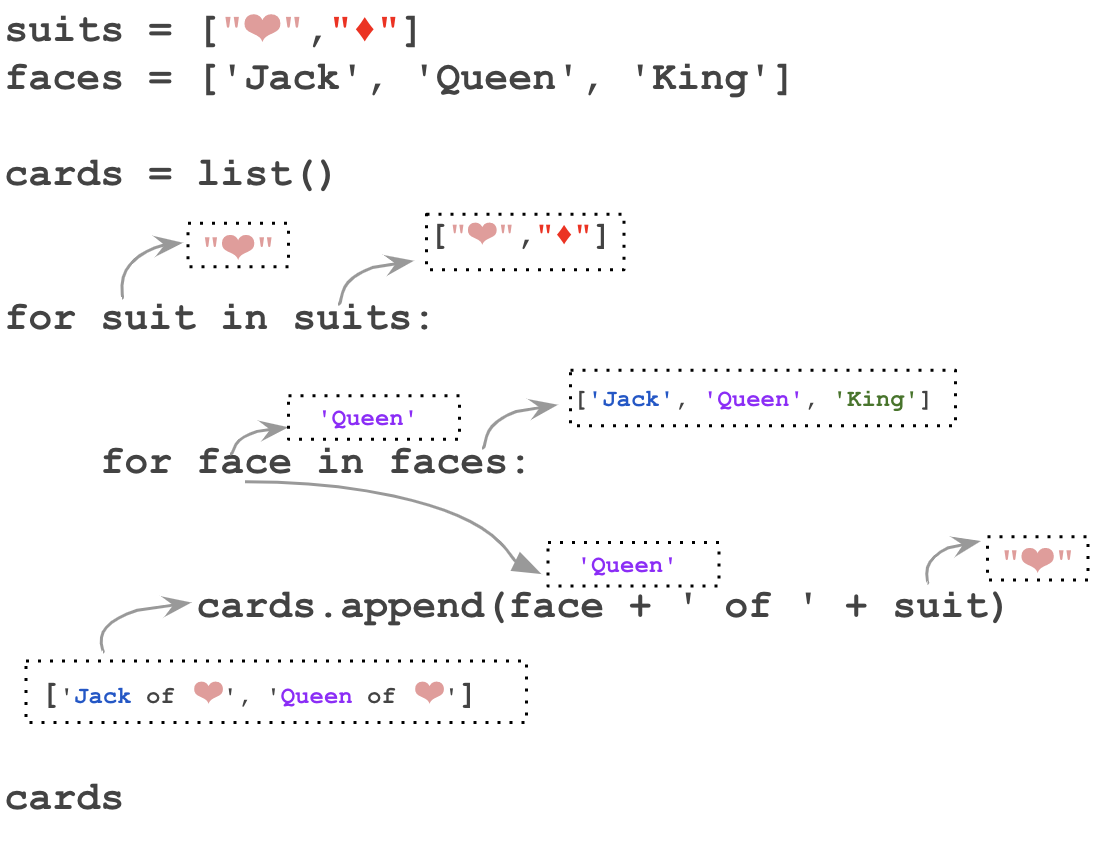 suits = ["❤","♦"]
faces = ['Jack', 'Queen', 'King']
cards = list()
"❤"
["❤","♦"]
for suit in suits:
'Queen'
['Jack', 'Queen', 'King']
for face in faces:
'Queen'
"❤"
cards.append(face + ' of ' + suit)
['Jack of ❤', 'Queen of ❤']
cards